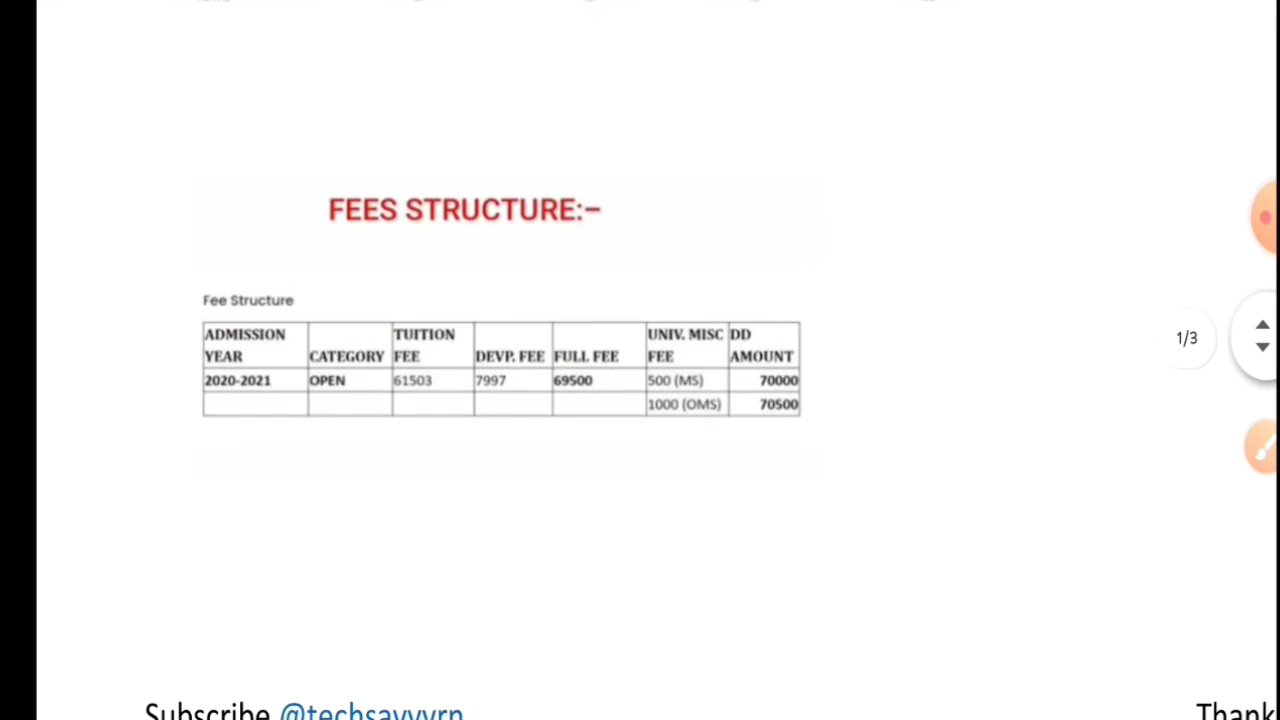 FEES STRUCTURE:–
Fee Structure
ADMISSION YEAR CATEGORY TUITION FEE DEVP. FEE FULL FEE UNIV. MISC FEE DD AMOUNT
2020-2021 OPEN 61503 7997 69500 500 (MS) 70000
1000 (OMS) 70500
1/3
Subscribe @techsavvyrn Thank